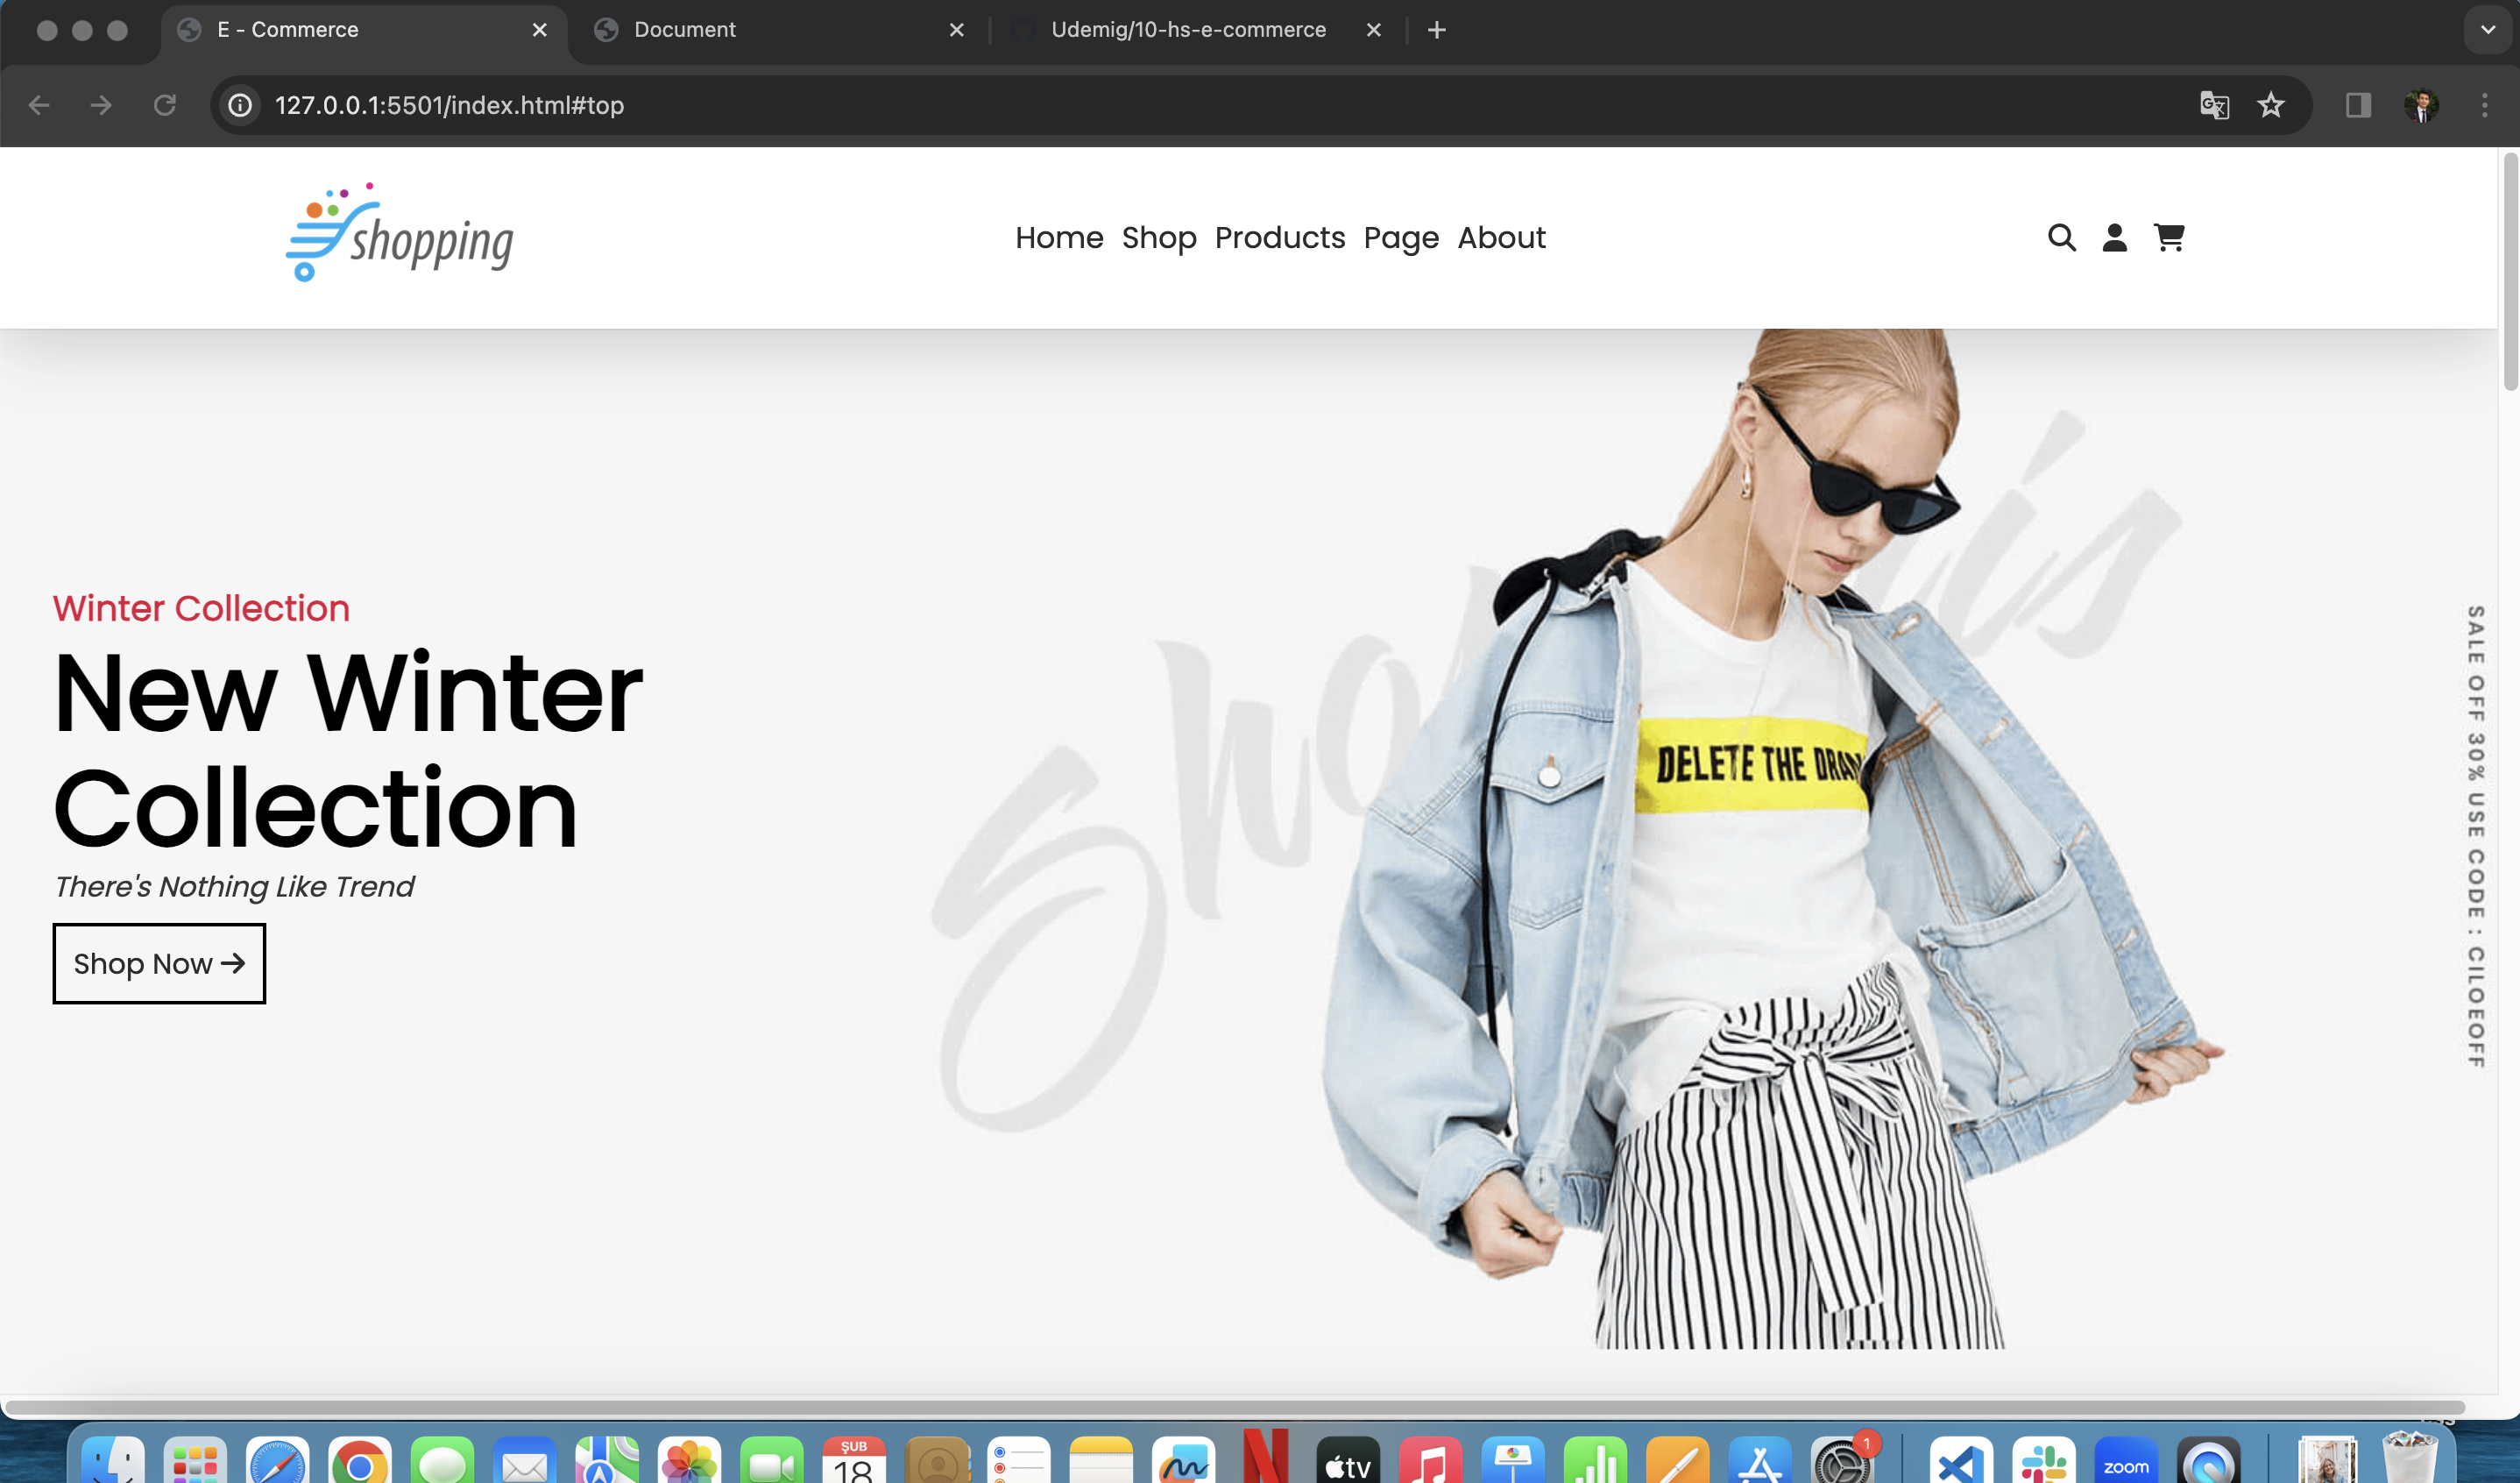 E - Commerce
Document
Udemig/10-hs-e-commerce
127.0.0.1:5501/index.html#top
shopping
Home Shop Products Page About
Winter Collection
New Winter
Collection
There's Nothing Like Trend
Shop Now
DELETE THE DRAM
SALE OFF 30% USE CODE : CILOEOFF
ŞUB
18
tv
1
zoom